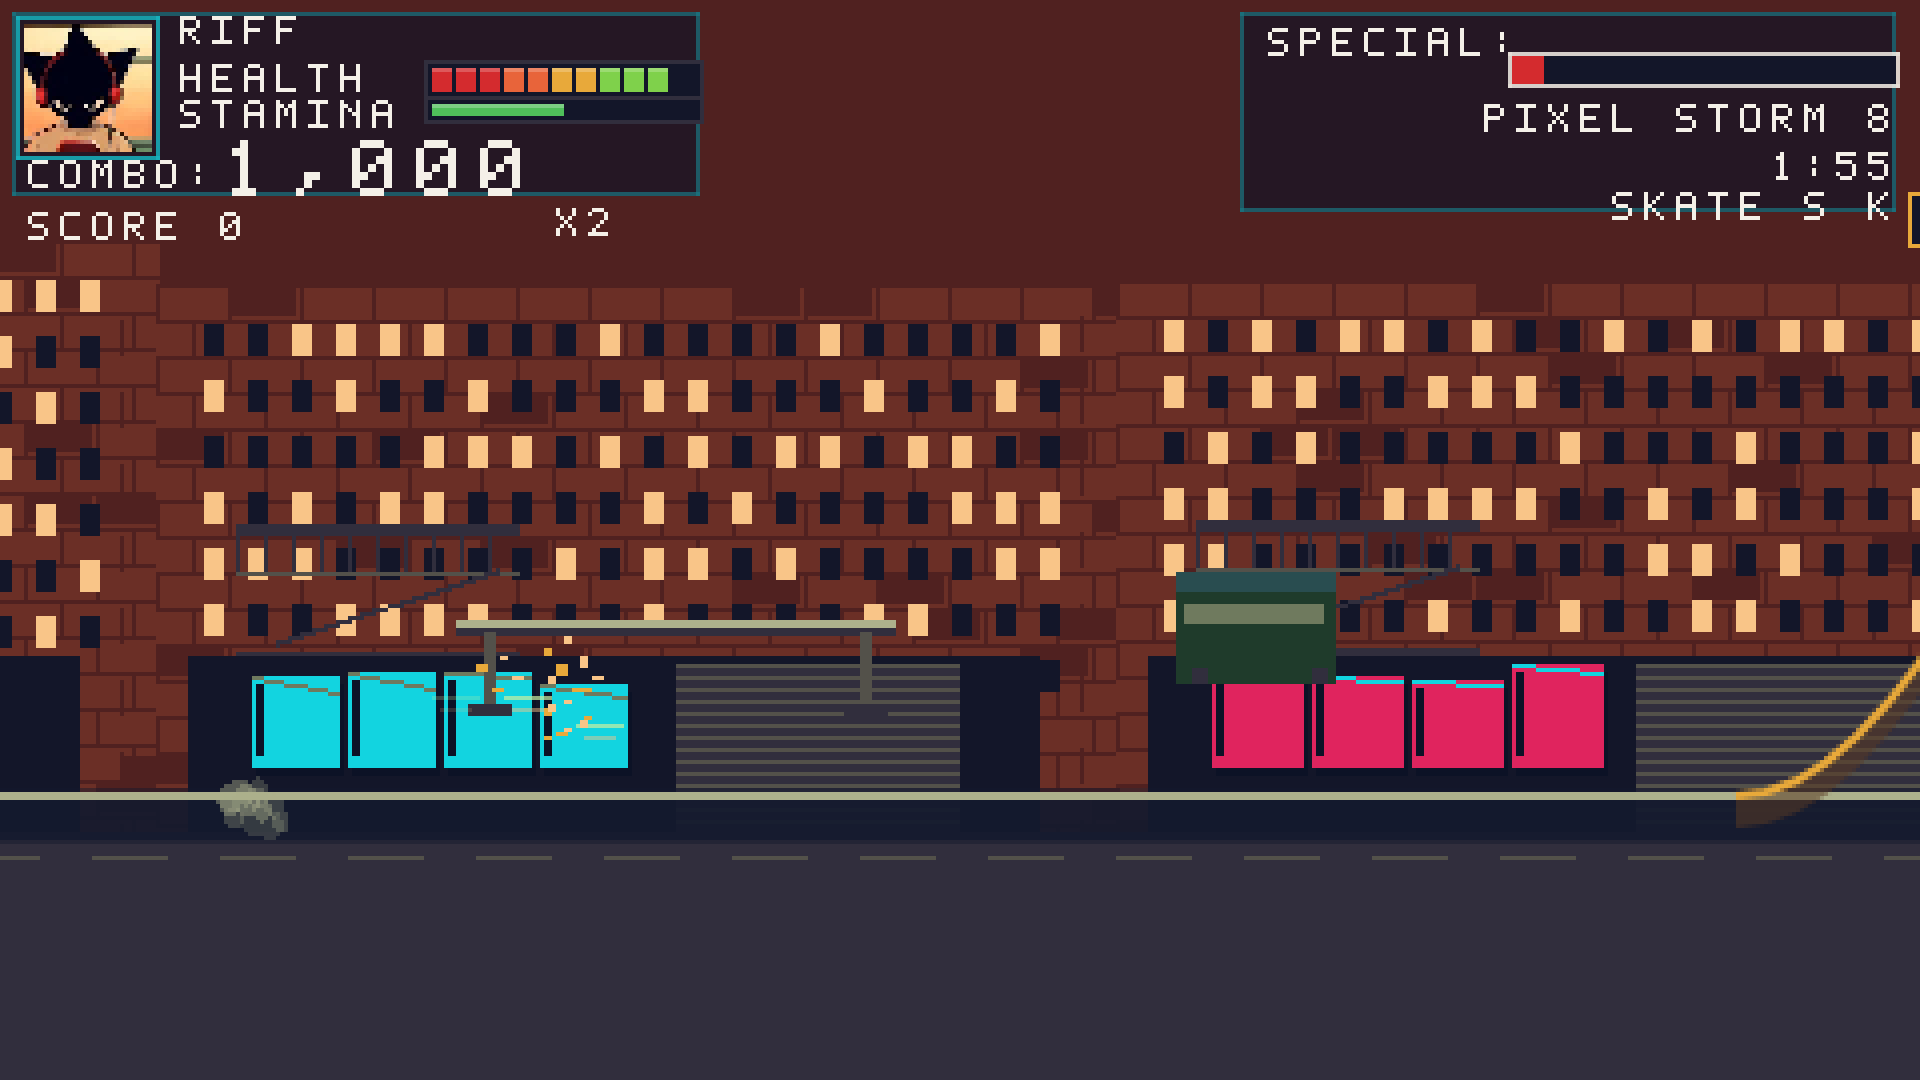 RIFF
HEALTH
STAMINA
COMBO: 1,000
SCORE 0 X2
SPECIAL:
PIXEL STORM 8
1:55
SKATE S K